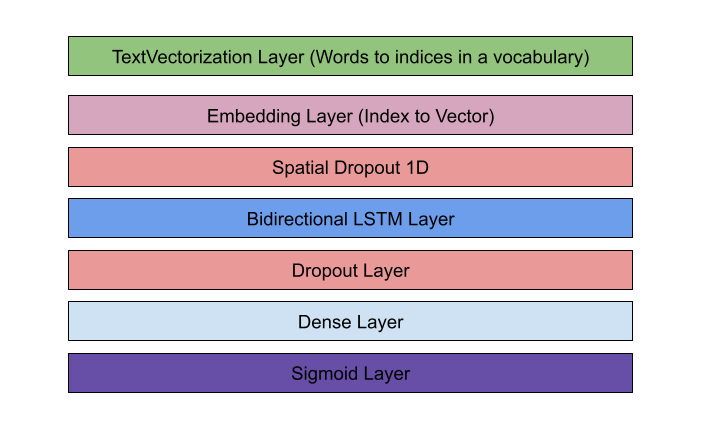 TextVectorization Layer (Words to indices in a vocabulary)
Embedding Layer (Index to Vector)
Spatial Dropout 1D
Bidirectional LSTM Layer
Dropout Layer
Dense Layer
Sigmoid Layer